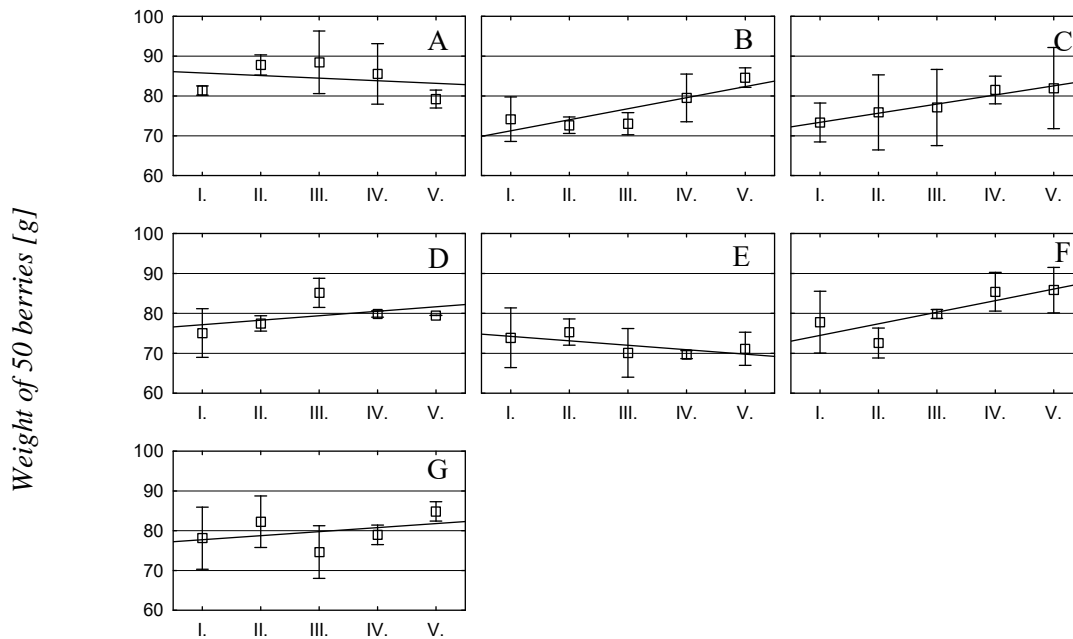 Weight of 50 berries [g]
A
B
C
100
90
80
70
60
I. II. III. IV. V.
I. II. III. IV. V.
I. II. III. IV. V.
D
E
F
100
90
80
70
60
I. II. III. IV. V.
I. II. III. IV. V.
I. II. III. IV. V.
G
100
90
80
70
60
I. II. III. IV. V.